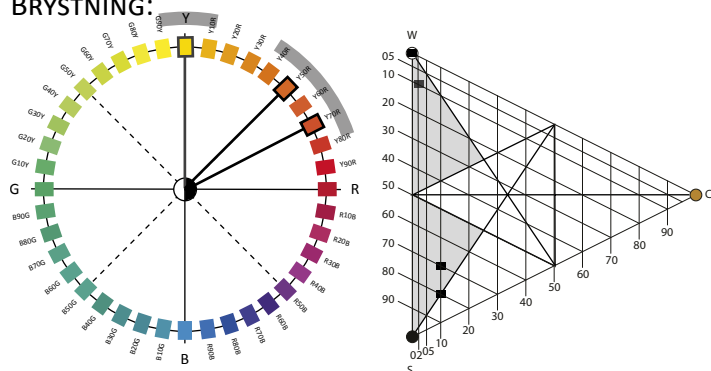 BRYSTNING:
Y
Y10R
Y20R
Y30R
Y40R
Y50R
Y60R
Y70R
Y80R
Y90R
R
R10B
R20B
R30B
R40B
R50B
R60B
R70B
R80B
R90B
B
B10G
B20G
B30G
B40G
B50G
B60G
B70G
B80G
B90G
G
G10Y
G20Y
G30Y
G40Y
G50Y
G60Y
G70Y
G80Y
G90Y
W
05
10
20
30
40
50
60
70
80
90
S
02
05
10
20
30
40
50
60
70
80
90
C